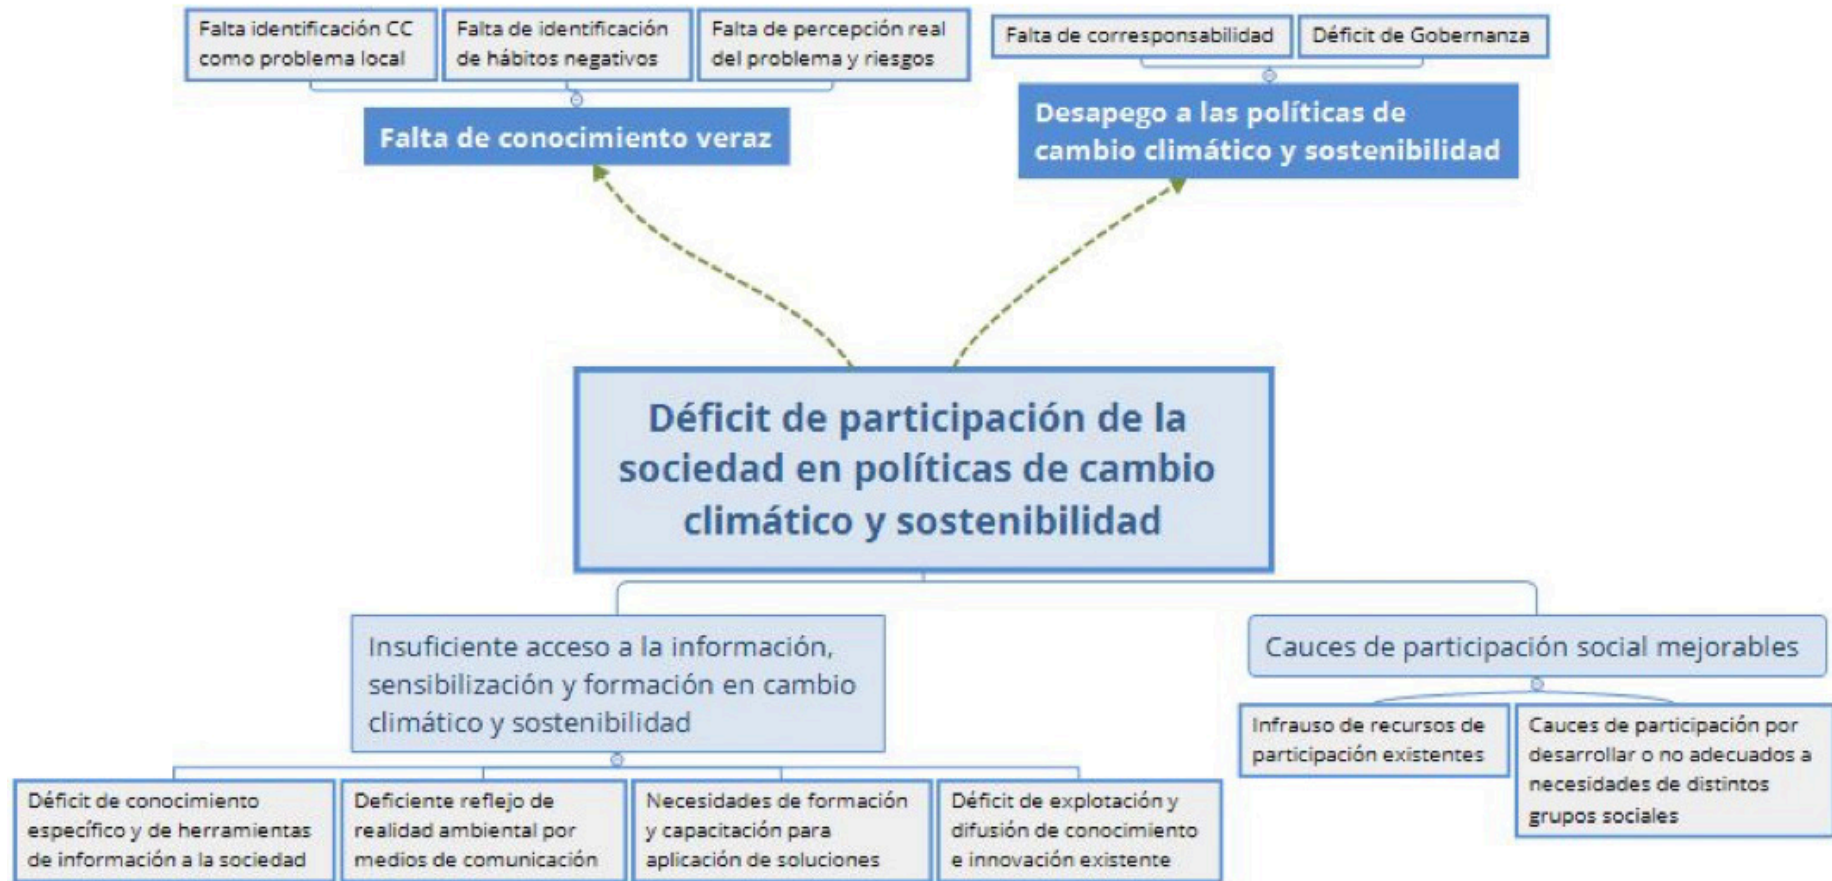 Falta identificación CC
como problema local
Falta de identificación
de hábitos negativos
Falta de percepción real
del problema y riesgos
Falta de corresponsabilidad
Déficit de Gobernanza
Falta de conocimiento veraz
Desapego a las políticas de
cambio climático y sostenibilidad
Déficit de participación de la
sociedad en políticas de cambio
climático y sostenibilidad
Insuficiente acceso a la información,
sensibilización y formación en cambio
climático y sostenibilidad
Cauces de participación social mejorables
Déficit de conocimiento
específico y de herramientas
de información a la sociedad
Deficiente reflejo de
realidad ambiental por
medios de comunicación
Necesidades de formación
y capacitación para
aplicación de soluciones
Déficit de explotación y
difusión de conocimiento
e innovación existente
Infrauso de recursos de
participación existentes
Cauces de participación por
desarrollar o no adecuados a
necesidades de distintos
grupos sociales